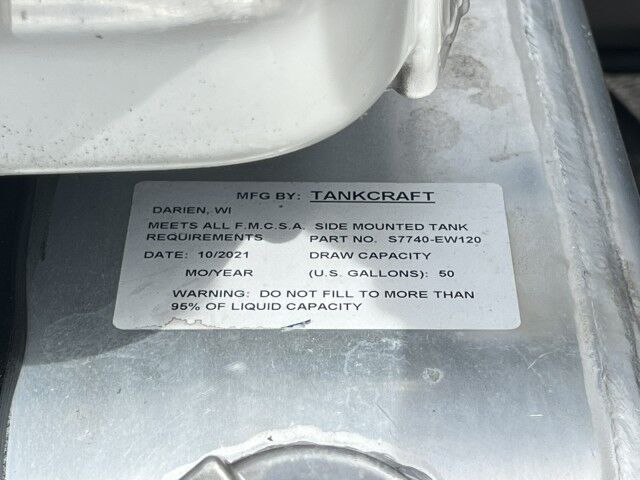 MFG BY: TANKCRAFT
DARIEN, WI
MEETS ALL F.M.C.S.A. SIDE MOUNTED TANK
REQUIREMENTS PART NO. S7740-EW120
DATE: 10/2021 DRAW CAPACITY
MO/YEAR (U.S. GALLONS): 50
WARNING: DO NOT FILL TO MORE THAN
95% OF LIQUID CAPACITY